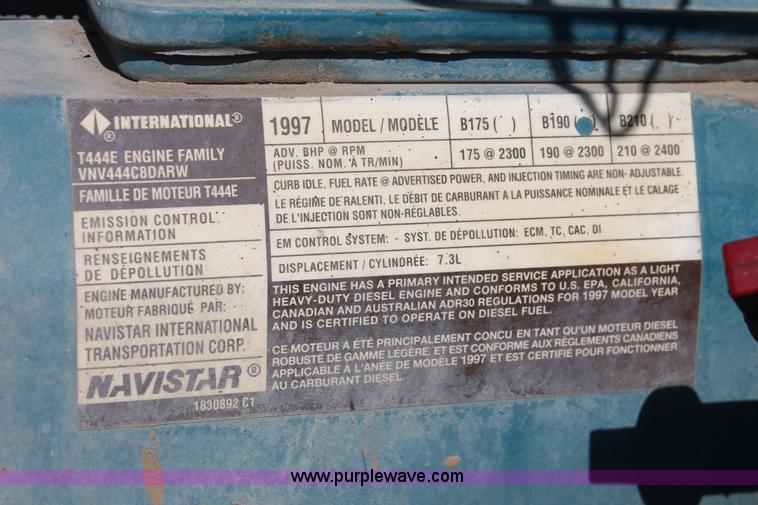 INTERNATIONAL®
T444E ENGINE FAMILY
VNV444C8DARW
FAMILLE DE MOTEUR T444E
EMISSION CONTROL
INFORMATION
RENSEIGNEMENTS
DE DÉPOLLUTION
ENGINE MANUFACTURED BY:
MOTEUR FABRIQUÉ PAR:
NAVISTAR INTERNATIONAL
TRANSPORTATION CORP.
NAVISTAR®
1830892 C1
1997 MODEL / MODÈLE B175 ( ) B190 ( ) B210 ( )
ADV. BHP @ RPM
(PUISS. NOM. À TR/MIN) 175 @ 2300 190 @ 2300 210 @ 2400
CURB IDLE, FUEL RATE @ ADVERTISED POWER, AND INJECTION TIMING ARE NON- ADJUSTABLE.
LE RÉGIME DE RALENTI, LE DÉBIT DE CARBURANT A LA PUISSANCE NOMINALE ET LE CALAGE
DE L'INJECTION SONT NON-RÉGLABLES.
EM CONTROL SYSTEM: - SYST. DE DÉPOLLUTION: ECM, TC, CAC, DI
DISPLACEMENT / CYLINDRÉE: 7.3L
THIS ENGINE HAS A PRIMARY INTENDED SERVICE APPLICATION AS A LIGHT
HEAVY-DUTY DIESEL ENGINE AND CONFORMS TO U.S. EPA, CALIFORNIA,
CANADIAN AND AUSTRALIAN ADR30 REGULATIONS FOR 1997 MODEL YEAR
AND IS CERTIFIED TO OPERATE ON DIESEL FUEL.
CE MOTEUR A ÉTÉ PRINCIPALEMENT CONCU EN TANT QU'UN MOTEUR DIESEL
ROBUSTE DE GAMME LÉGÈRE. ET EST CONFORME AUX RÈGLEMENTS CANADIENS
APPLICABLE À L'ANÉE DE MODÈLE 1997 ET EST CERTIFIÉ POUR FONCTIONNER
AU CARBURANT DIESEL.
www.purplewave.com